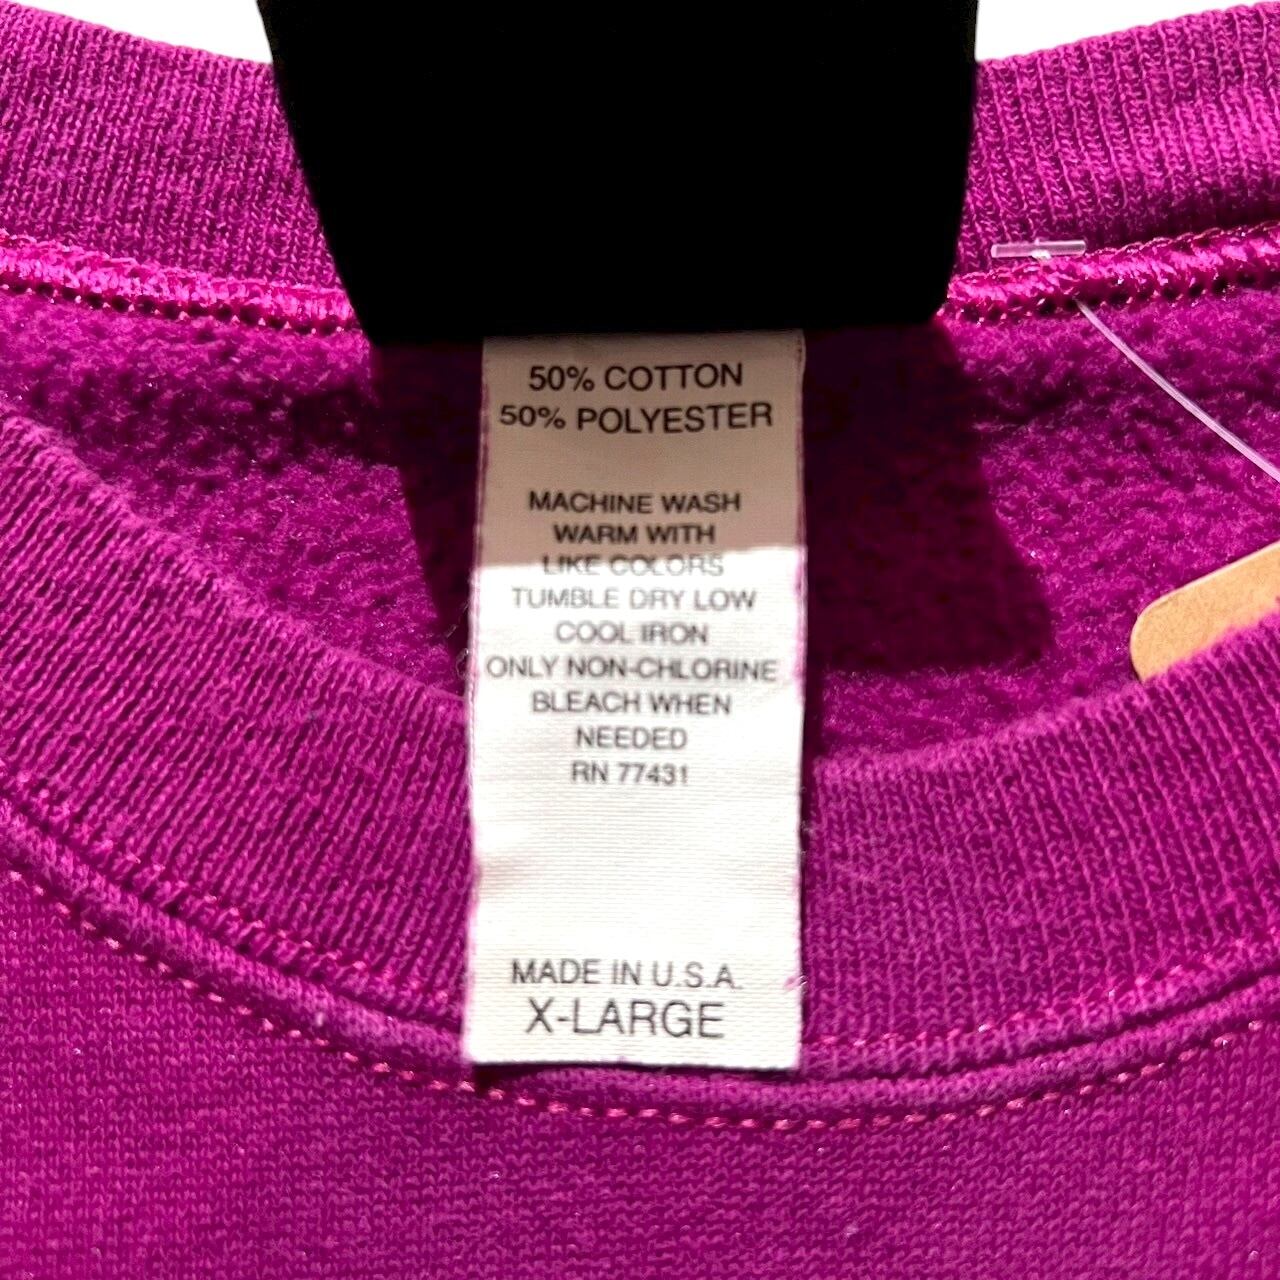 50% COTTON
50% POLYESTER
MACHINE WASH
WARM WITH
LIKE COLORS
TUMBLE DRY LOW
COOL IRON
ONLY NON-CHLORINE
BLEACH WHEN
NEEDED
RN 77431
MADE IN U.S.A.
X-LARGE